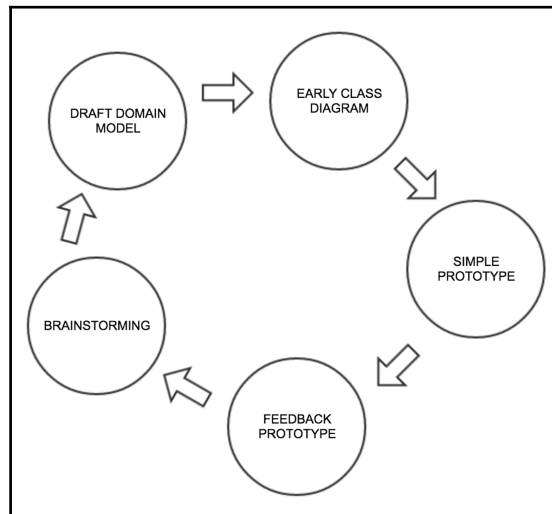 DRAFT DOMAIN
MODEL
EARLY CLASS
DIAGRAM
SIMPLE
PROTOTYPE
FEEDBACK
PROTOTYPE
BRAINSTORMING